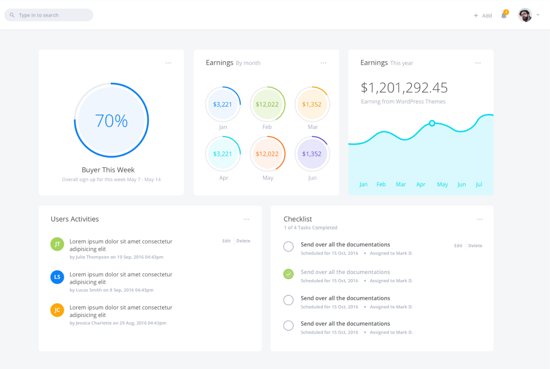 Type in to search
+ Add
Earnings By month
Earnings This year
70%
$3,221
$12,022
$1,352
$1,201,292.45
Jan
Feb
Mar
Earning from WordPress Themes
$3,221
$12,022
$1,352
Buyer This Week
Overall sign up for this week May 7 - May 14
Apr
May
Jun
Jan Feb Mar Apr May Jun Jul
Users Activities
JT
Lorem ipsum dolor sit amet consectetur
adipisicing elit
by Julie Thompson on 15 Sep, 2016 04:45pm
Edit Delete
LS
Lorem ipsum dolor sit amet consectetur
adipisicing elit
by Lucas Smith on 9 Sep, 2016 04:45pm
JC
Lorem ipsum dolor sit amet consectetur
adipisicing elit
by Jessica Charlotte on 29 Aug, 2016 04:45pm
Checklist
1 of 4 Tasks Completed
Send over all the documentations
Scheduled for 15 Oct, 2016 • Assigned to Mark D.
Edit Delete
Send over all the documentations
Scheduled for 15 Oct, 2016 • Assigned to Mark D.
Send over all the documentations
Scheduled for 15 Oct, 2016 • Assigned to Mark D.
Send over all the documentations
Scheduled for 15 Oct, 2016 • Assigned to Mark D.